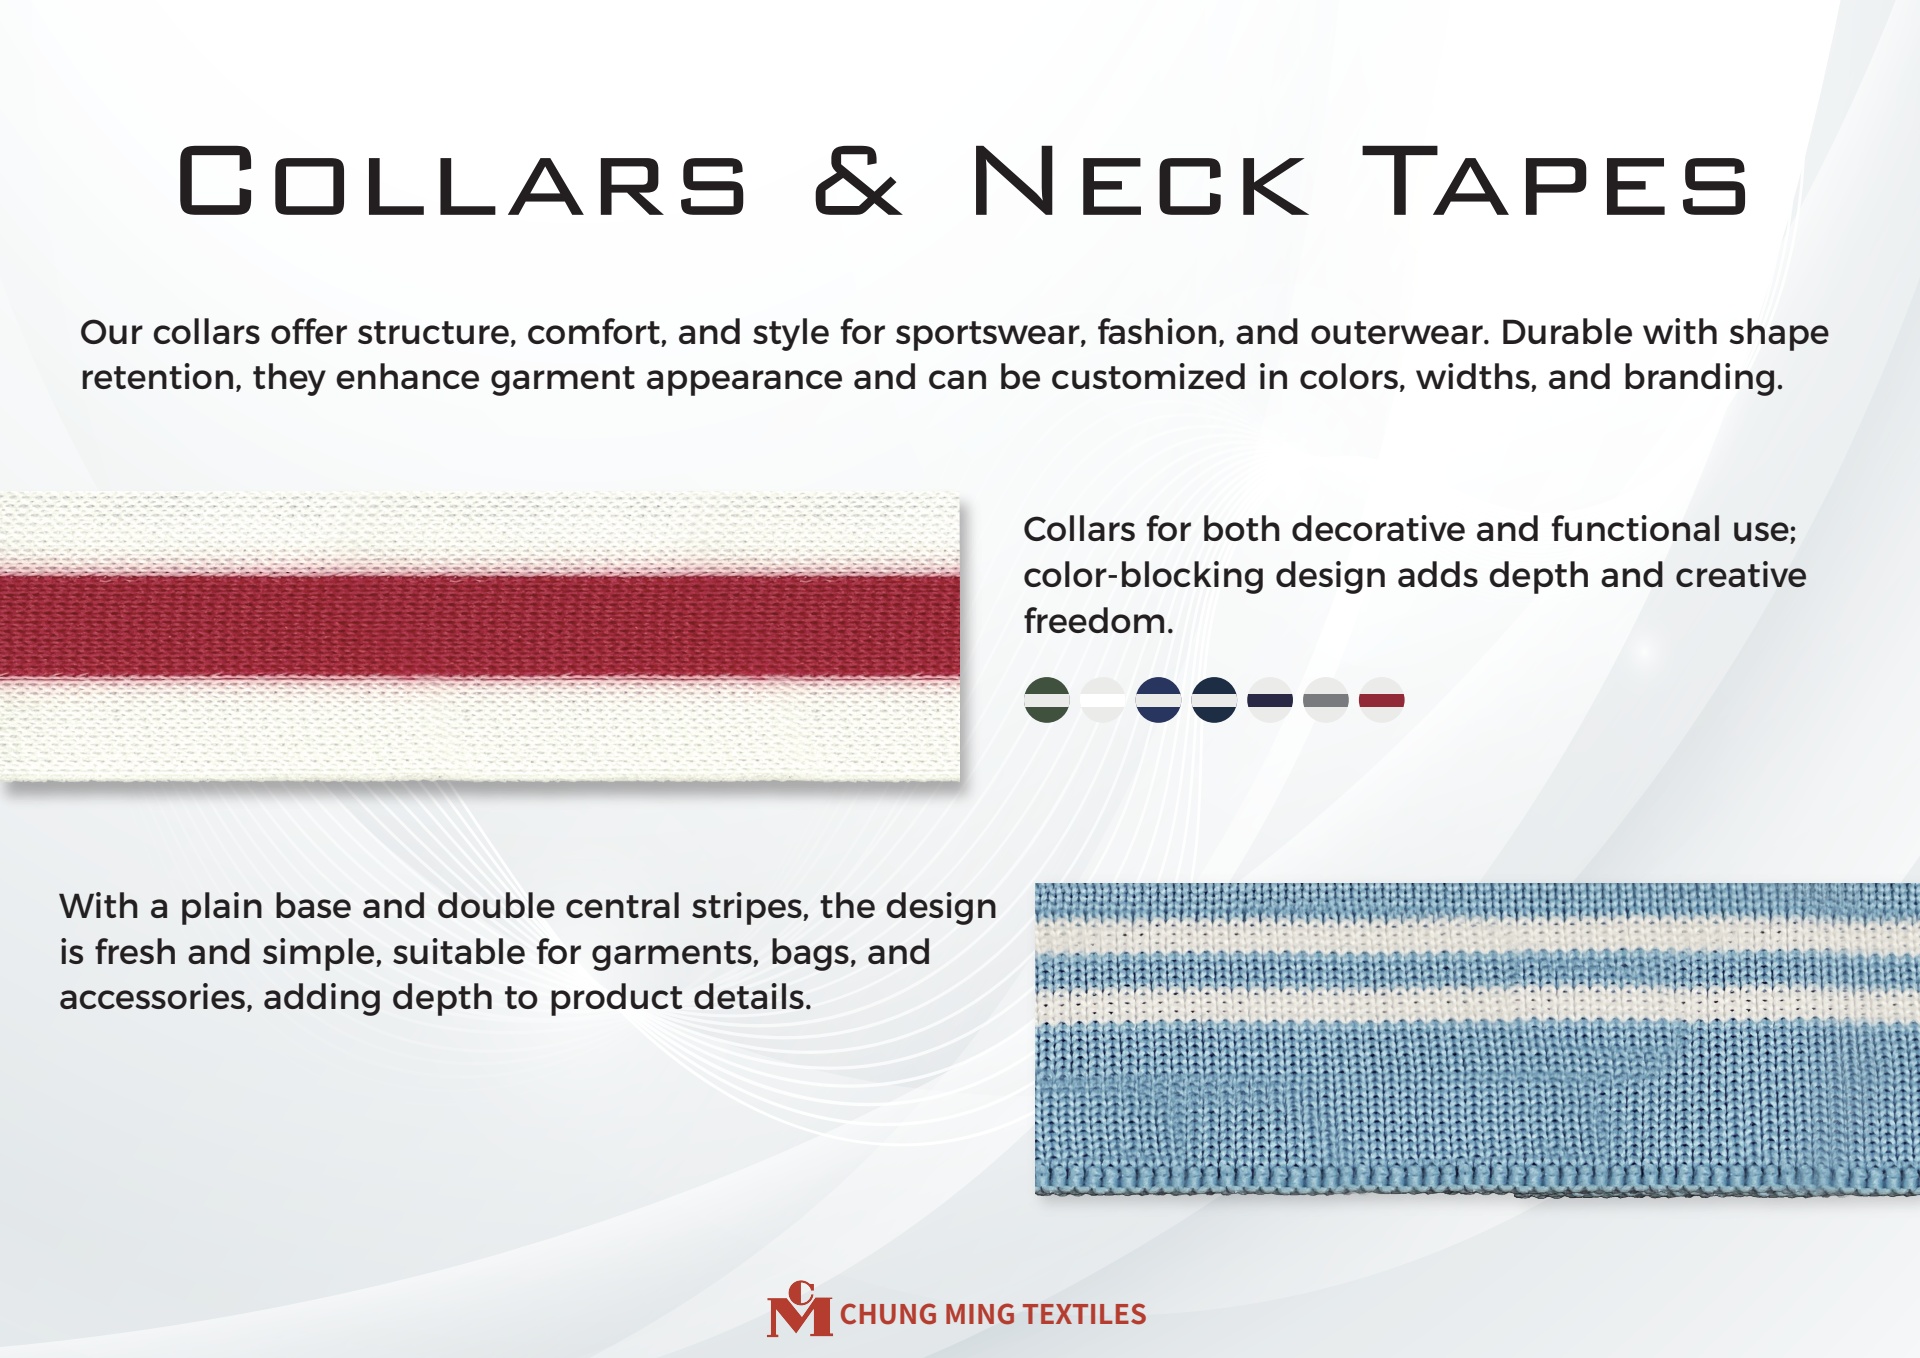 Collars & Neck Tapes
Our collars offer structure, comfort, and style for sportswear, fashion, and outerwear. Durable with shape
retention, they enhance garment appearance and can be customized in colors, widths, and branding.
Collars for both decorative and functional use;
color-blocking design adds depth and creative
freedom.
With a plain base and double central stripes, the design
is fresh and simple, suitable for garments, bags, and
accessories, adding depth to product details.
CM CHUNG MING TEXTILES